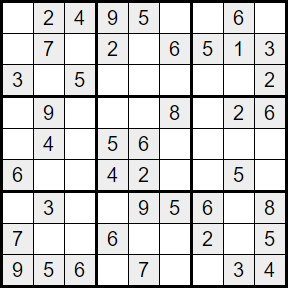 2 4 9 5 6
7 2 6 5 1 3
3 5 2
9 8 2 6
4 5 6
6 4 2 5
3 9 5 6 8
7 6 2 5
9 5 6 7 3 4